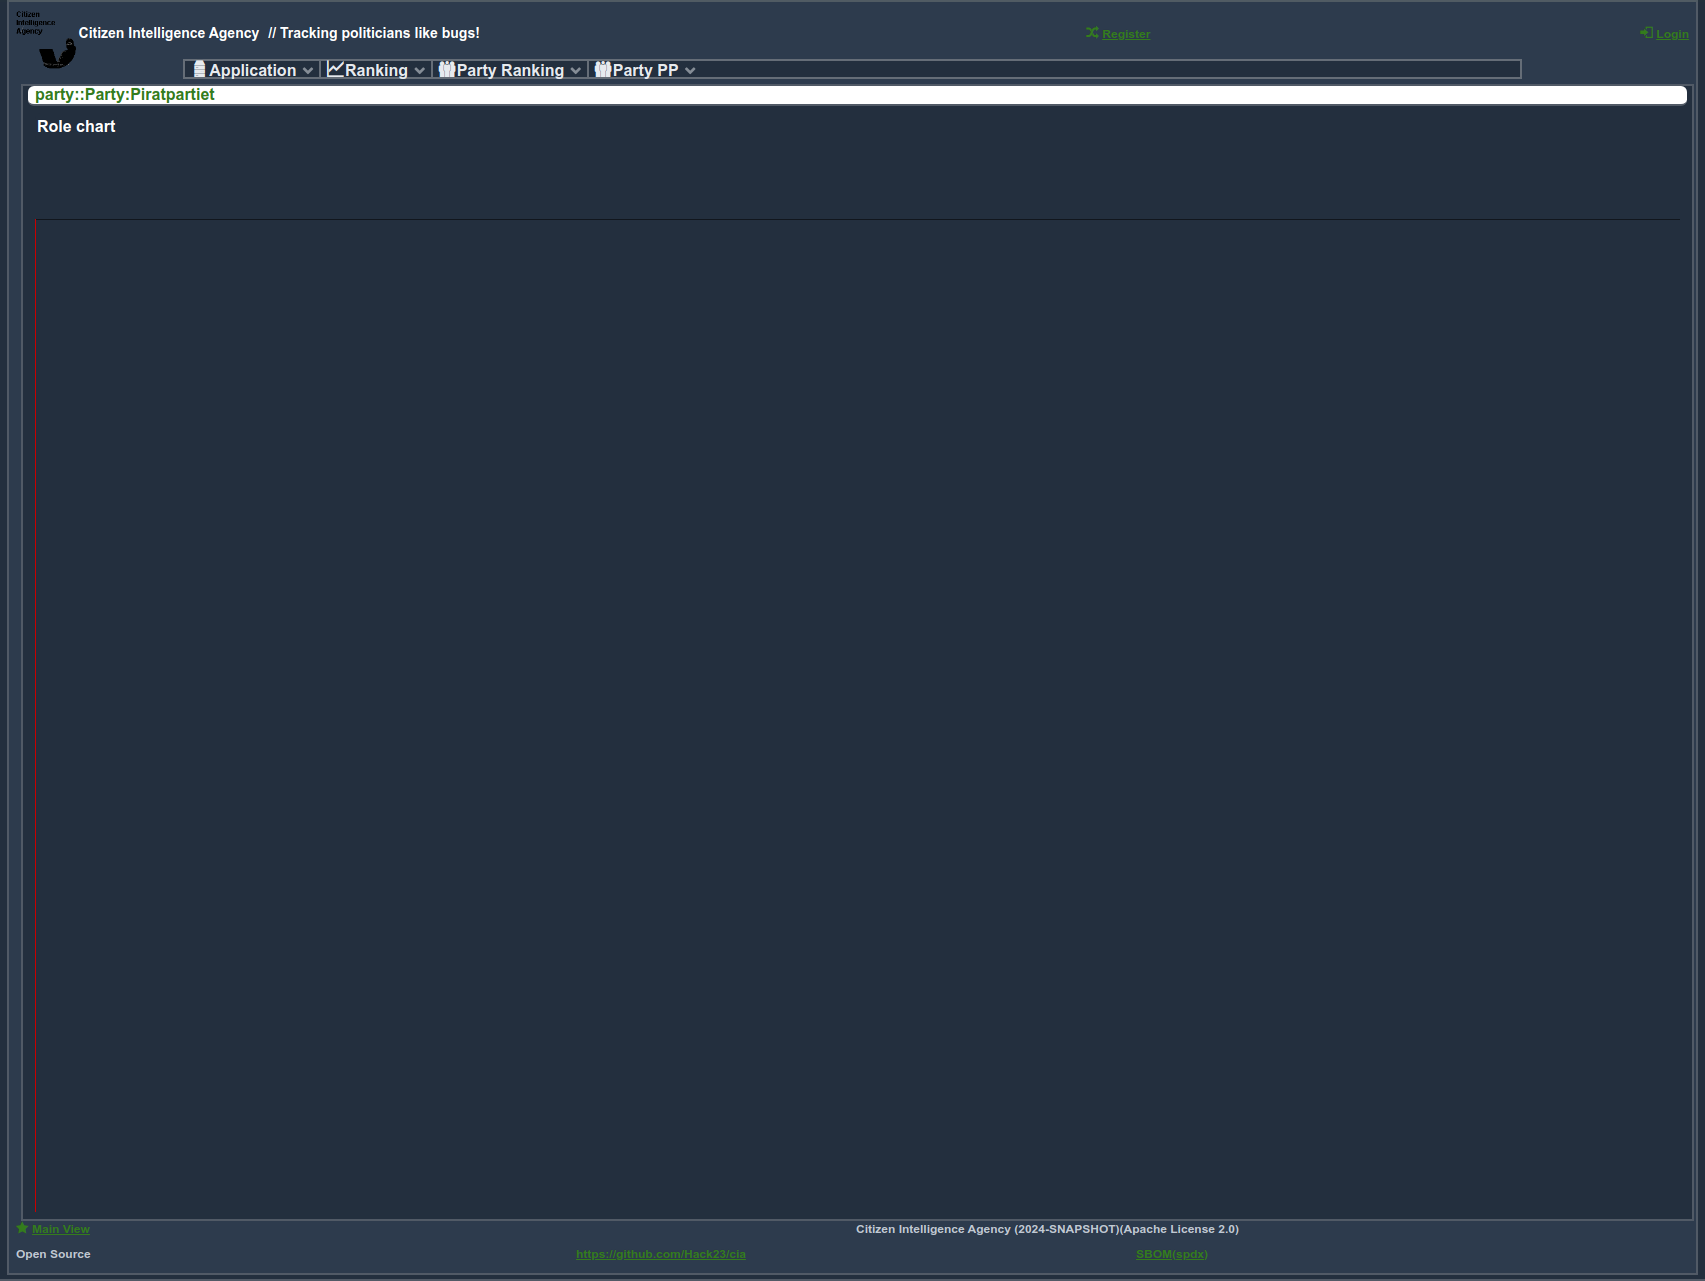 Citizen
Intelligence
Agency
Citizen Intelligence Agency // Tracking politicians like bugs!
Register
Login
Application
Ranking
Party Ranking
Party PP
party::Party:Piratpartiet
Role chart
Main View
Citizen Intelligence Agency (2024-SNAPSHOT)(Apache License 2.0)
Open Source
https://github.com/Hack23/cia
SBOM(spdx)